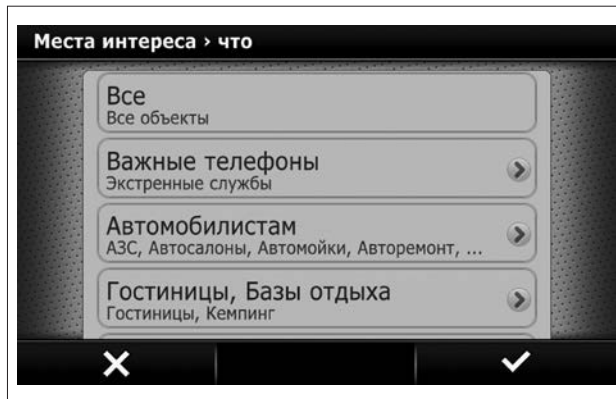 Места интереса › что
Все
Все объекты
Важные телефоны
Экстренные службы
Автомобилистам
АЗС, Автосалоны, Автомойки, Авторемонт, ...
Гостиницы, Базы отдыха
Гостиницы, Кемпинг